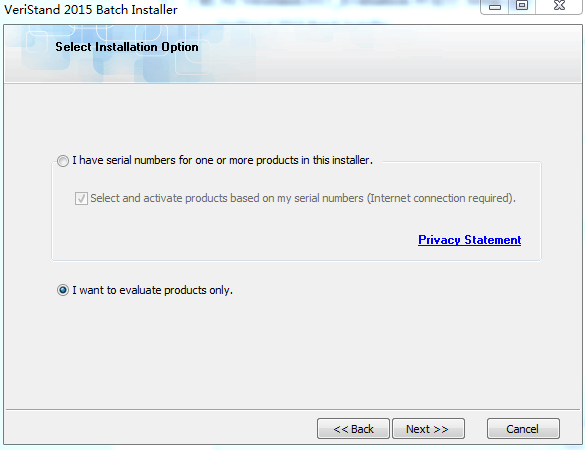 VeriStand 2015 Batch Installer
Select Installation Option
I have serial numbers for one or more products in this installer.
Select and activate products based on my serial numbers (Internet connection required).
Privacy Statement
I want to evaluate products only.
<< Back
Next >>
Cancel